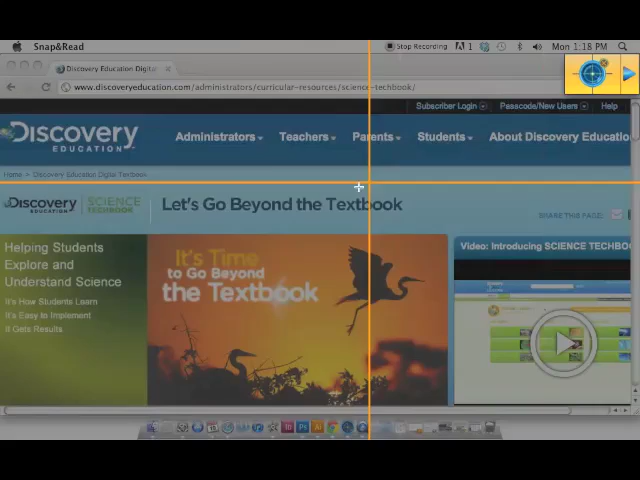 Snap&Read
Stop Recording
1
Mon 1:18 PM
Discovery Education Digita
www.discoveryeducation.com/administrators/curricular-resources/science-techbook/
Subscriber Login
Passcode/New Users
Help
Discovery
EDUCATION
Administrators
Teachers
Parents
Students
About Discovery Educatio
Home > Discovery Education Digital Textbook
Discovery
EDUCATION
SCIENCE
TECHBOOK
Let's Go Beyond the Textbook
SHARE THIS PAGE:
Helping Students
Explore and
Understand Science
It's How Students Learn
It's Easy to Implement
It Gets Results
It's Time
to Go Beyond
the Textbook
Video: Introducing SCIENCE TECHBOO